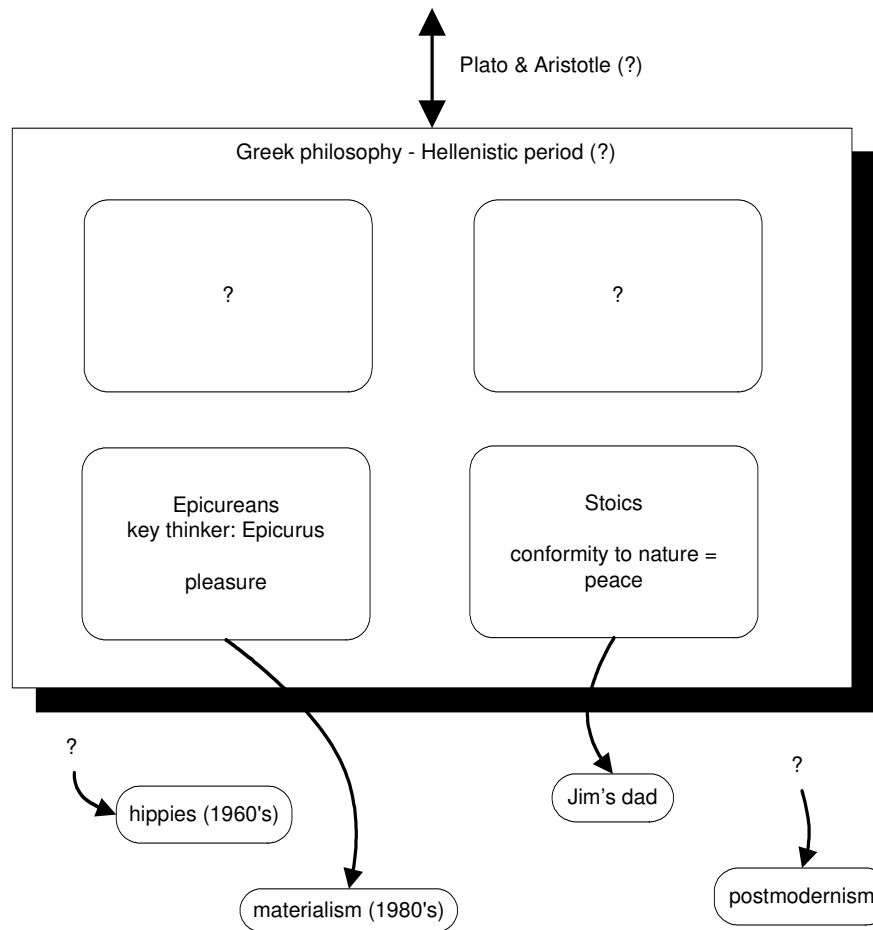 Plato & Aristotle (?)
Greek philosophy - Hellenistic period (?)
?
?
Epicureans
key thinker: Epicurus
pleasure
Stoics
conformity to nature =
peace
?
hippies (1960's)
materialism (1980's)
Jim's dad
?
postmodernism